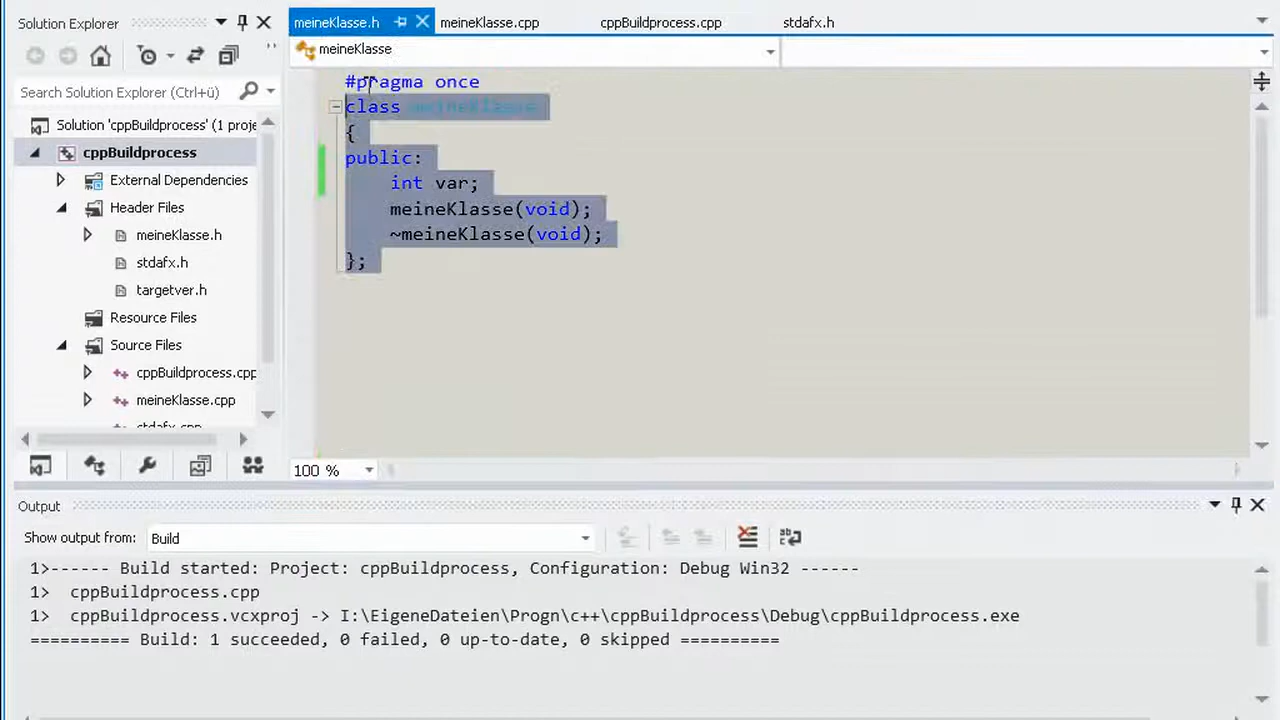 Solution Explorer
Search Solution Explorer (Ctrl+ü)
Solution 'cppBuildprocess' (1 proje
cppBuildprocess
External Dependencies
Header Files
meineKlasse.h
stdafx.h
targetver.h
Resource Files
Source Files
cppBuildprocess.cpp
meineKlasse.cpp
stdafx.cpp
meineKlasse.h
meineKlasse.cpp
cppBuildprocess.cpp
stdafx.h
meineKlasse
#pragma once
class meineKlasse
{
public:
int var;
meineKlasse(void);
~meineKlasse(void);
};
100 %
Output
Show output from: Build
1>------ Build started: Project: cppBuildprocess, Configuration: Debug Win32 ------
1> cppBuildprocess.cpp
1> cppBuildprocess.vcxproj -> I:\EigeneDateien\Progn\c++\cppBuildprocess\Debug\cppBuildprocess.exe
========== Build: 1 succeeded, 0 failed, 0 up-to-date, 0 skipped ==========